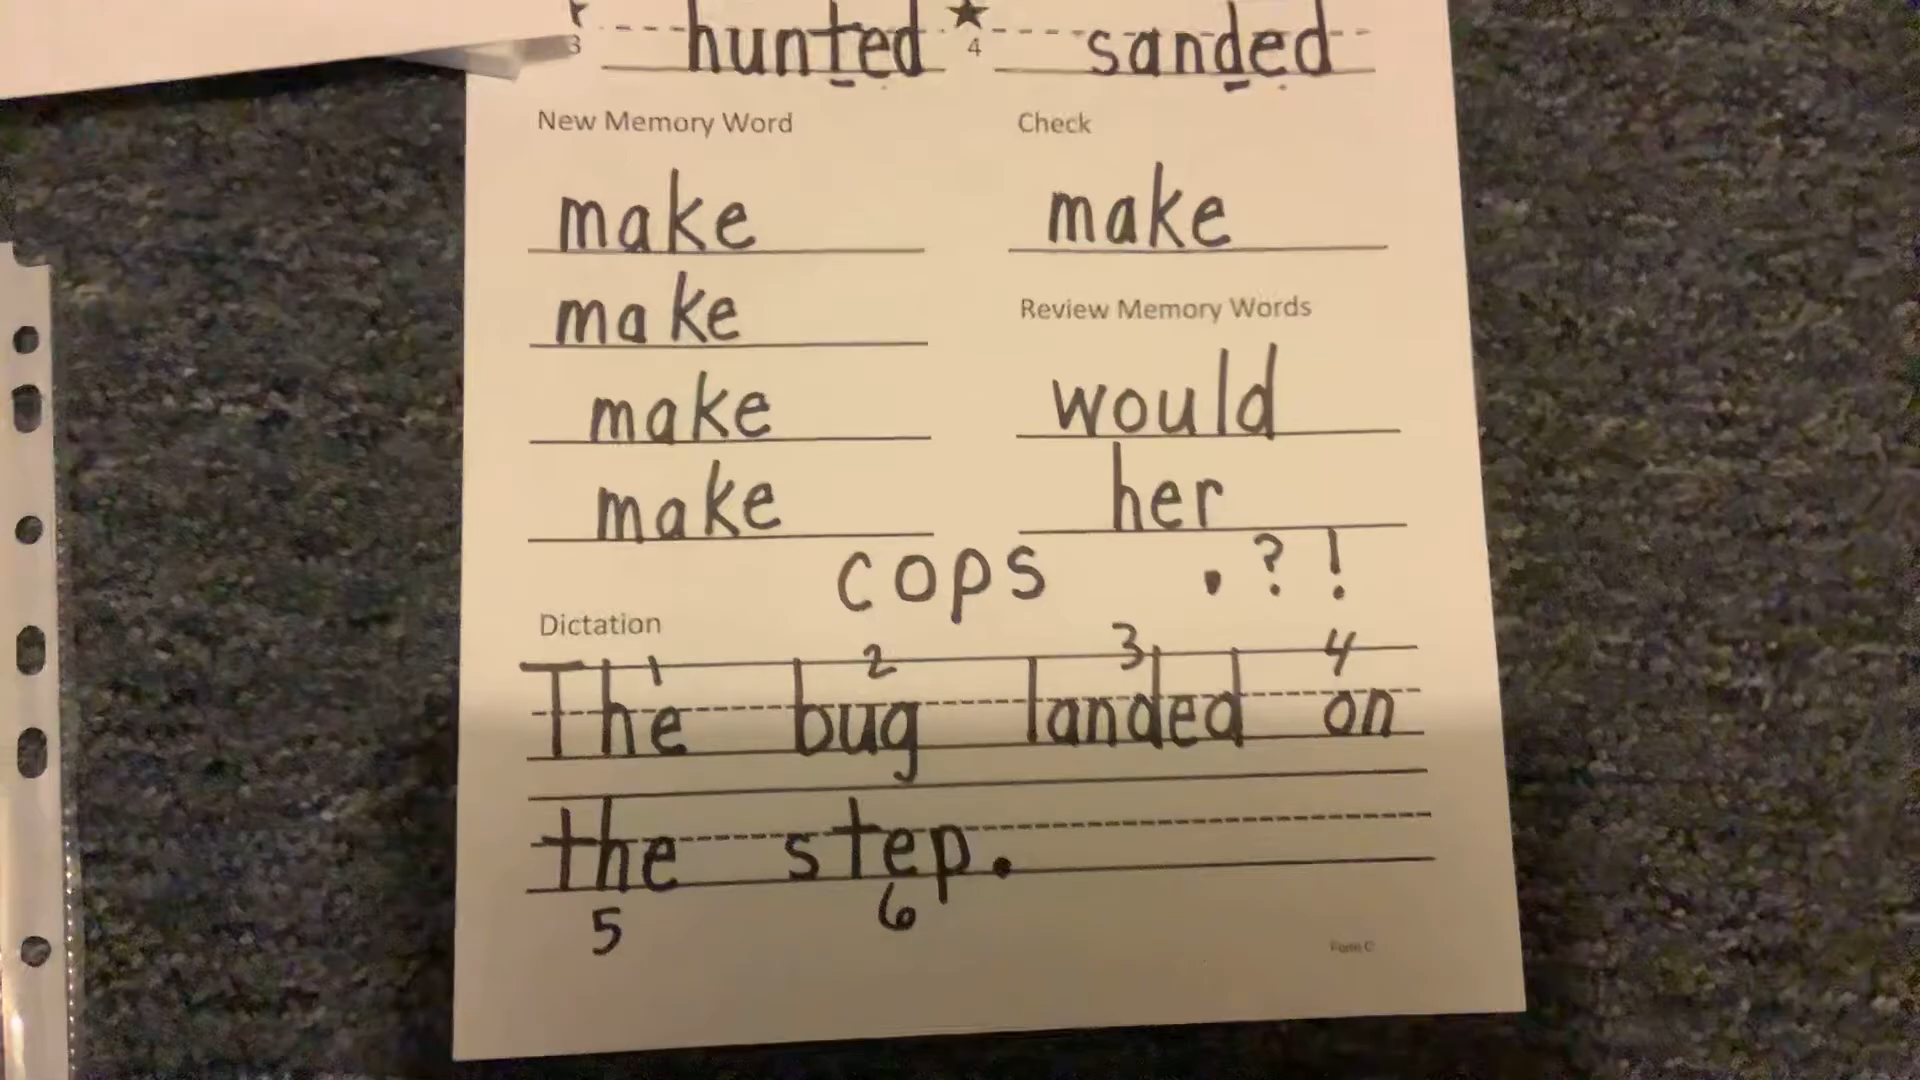 3 hunted ★ 4 sanded
New Memory Word
make
make
make
make
Check
make
Review Memory Words
would
her
cops . ? !
Dictation
1 2 3 4
The bug landed on
the step.
5 6
Form C